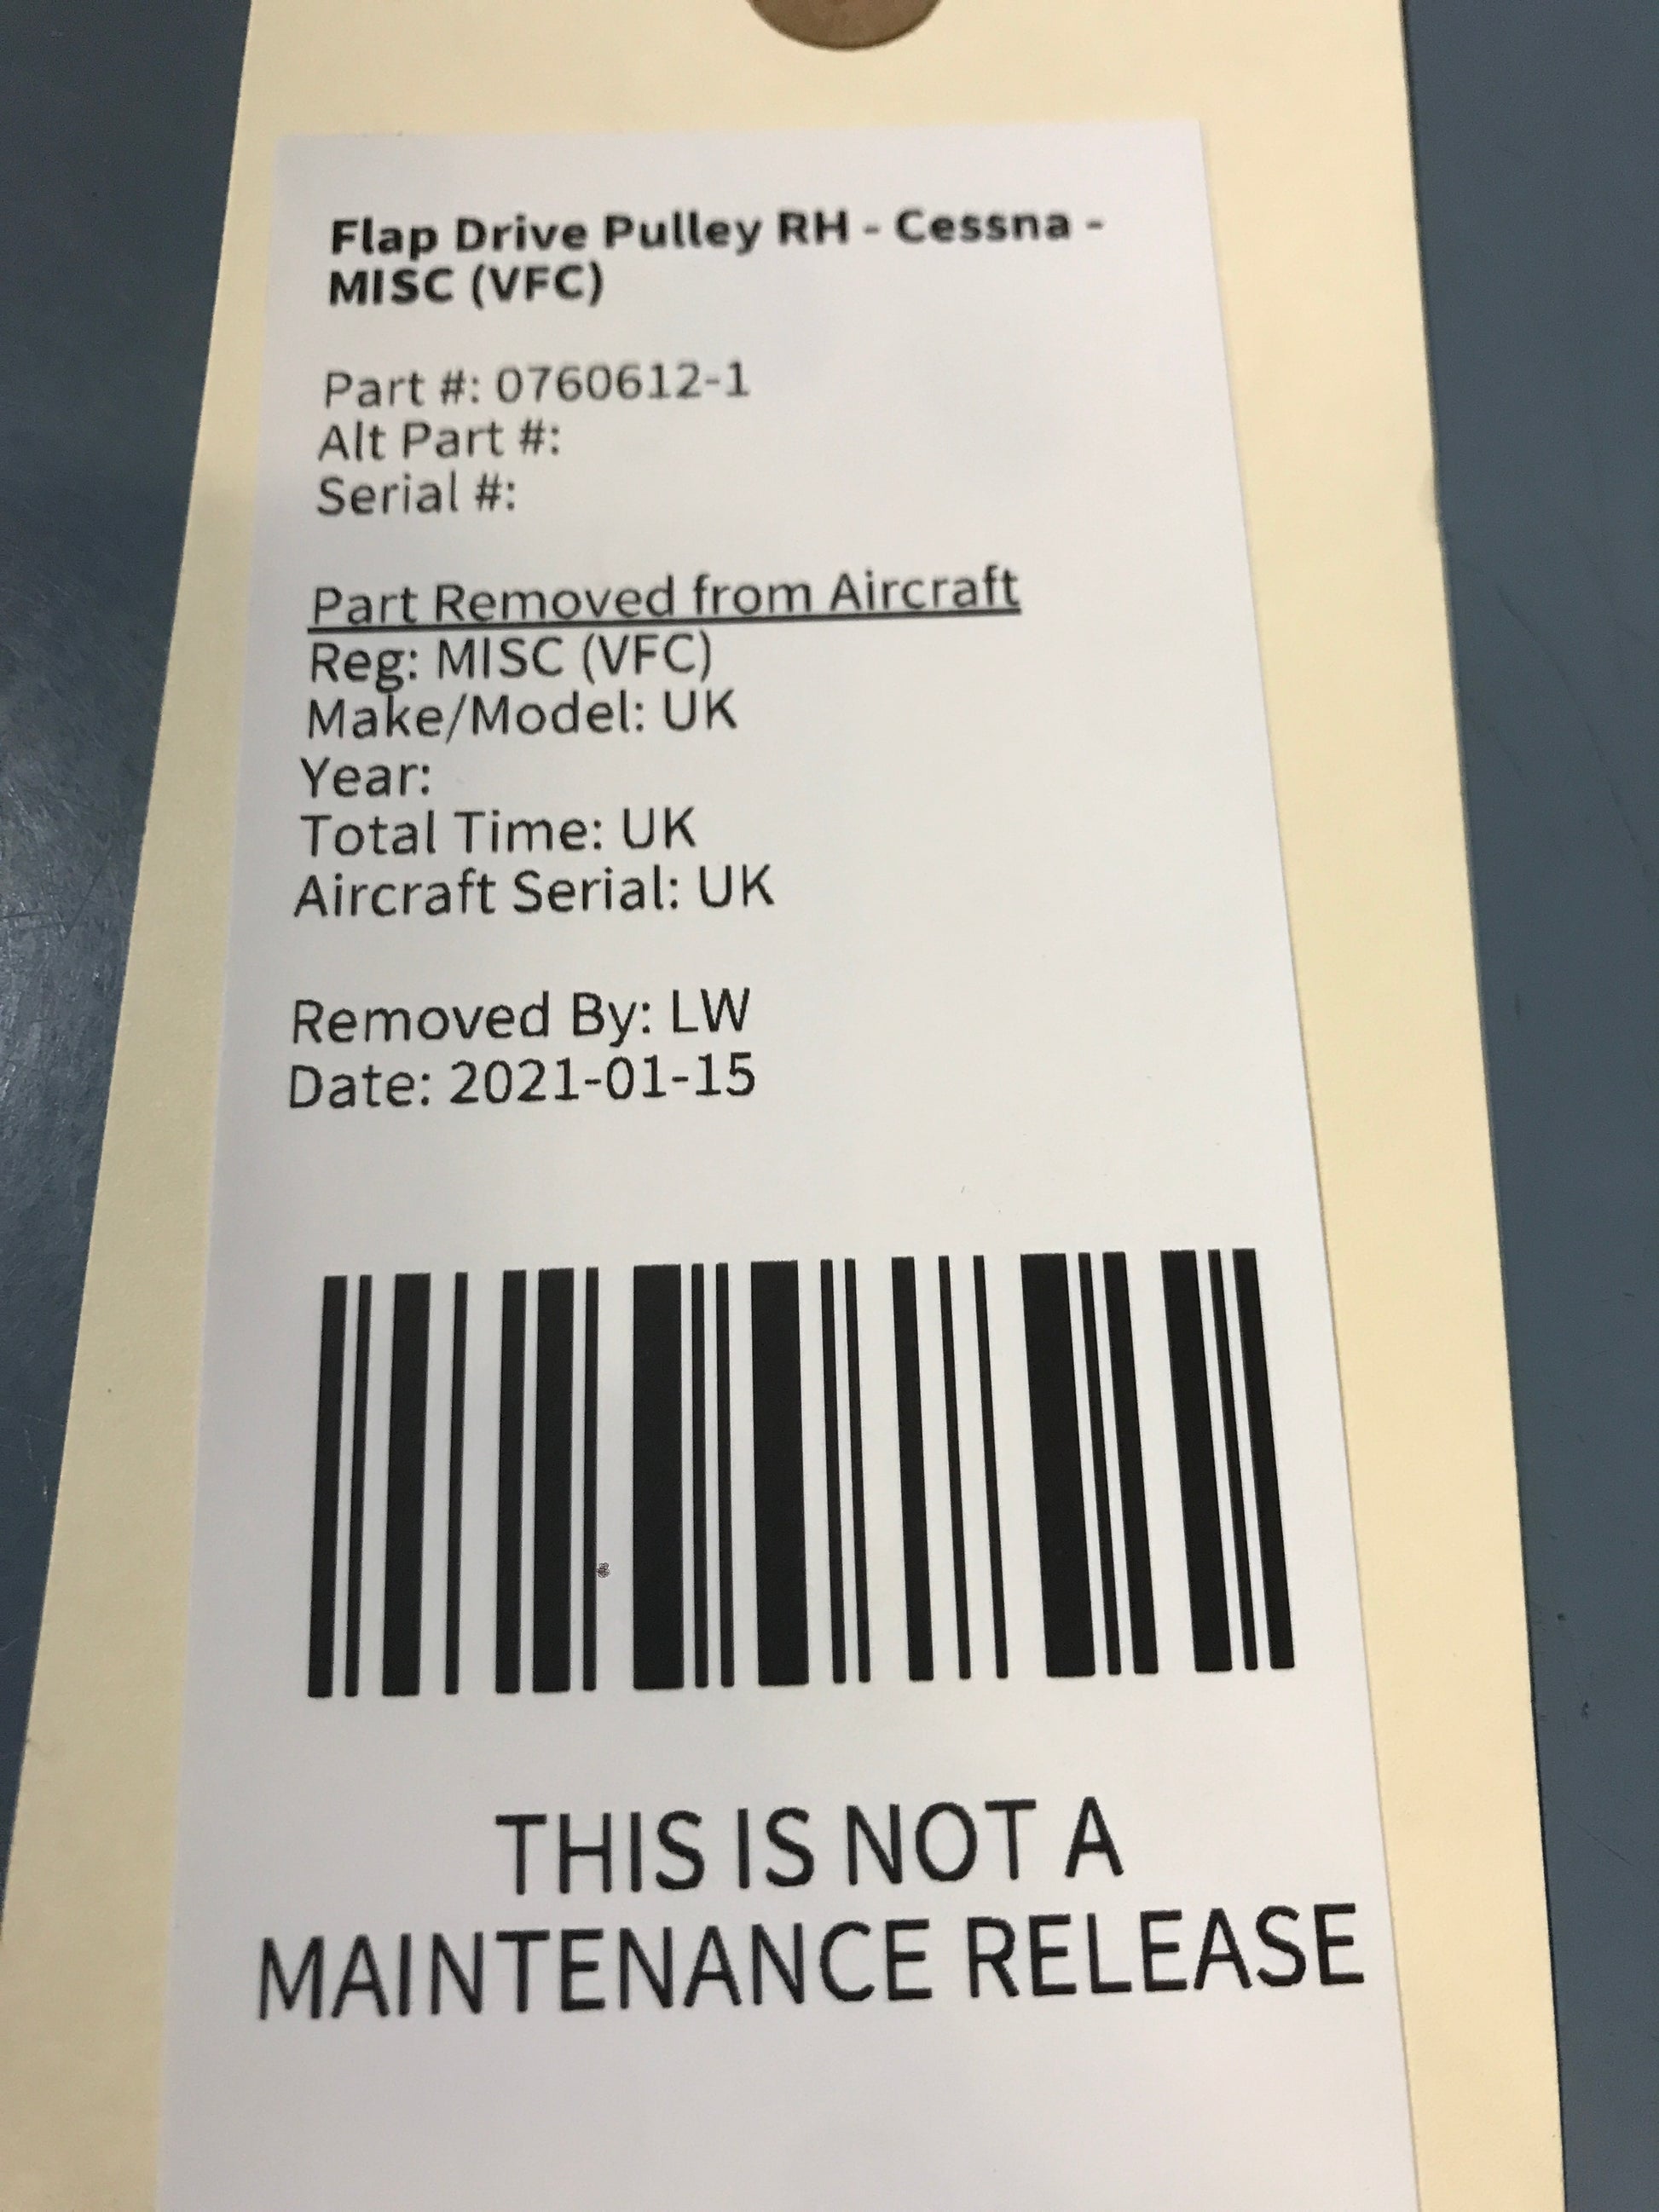 Flap Drive Pulley RH - Cessna -
MISC (VFC)
Part #: 0760612-1
Alt Part #:
Serial #:
Part Removed from Aircraft
Reg: MISC (VFC)
Make/Model: UK
Year:
Total Time: UK
Aircraft Serial: UK
Removed By: LW
Date: 2021-01-15
THIS IS NOT A
MAINTENANCE RELEASE